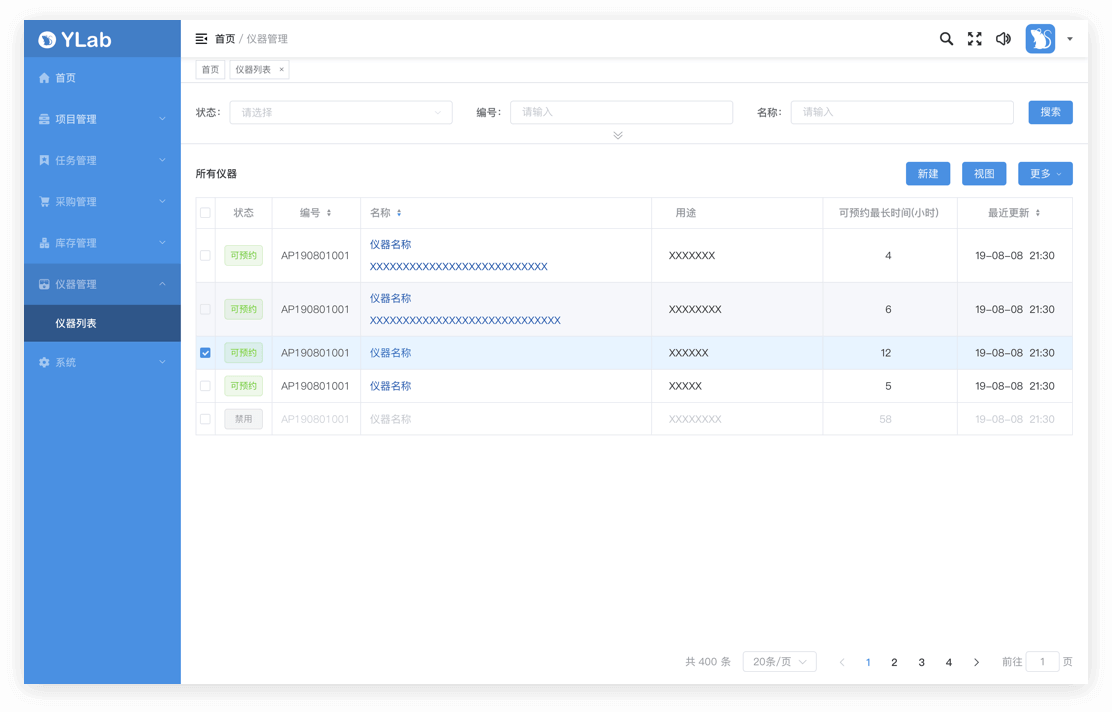 YLab
首页 / 仪器管理
首页 仪器列表 ×
首页
项目管理
任务管理
采购管理
库存管理
仪器管理
仪器列表
系统
状态: 请选择 编号: 请输入 名称: 请输入 搜索
所有仪器 新建 视图 更多
状态 编号 名称 用途 可预约最长时间(小时) 最近更新
可预约 AP190801001 仪器名称 XXXXXXX 4 19-08-08 21:30
XXXXXXXXXXXXXXXXXXXXXXXXXXX
可预约 AP190801001 仪器名称 XXXXXXXX 6 19-08-08 21:30
XXXXXXXXXXXXXXXXXXXXXXXXXXXXX
可预约 AP190801001 仪器名称 XXXXXX 12 19-08-08 21:30
可预约 AP190801001 仪器名称 XXXXX 5 19-08-08 21:30
禁用 AP190801001 仪器名称 XXXXXXXX 58 19-08-08 21:30
共 400 条 20条/页 1 2 3 4 前往 1 页